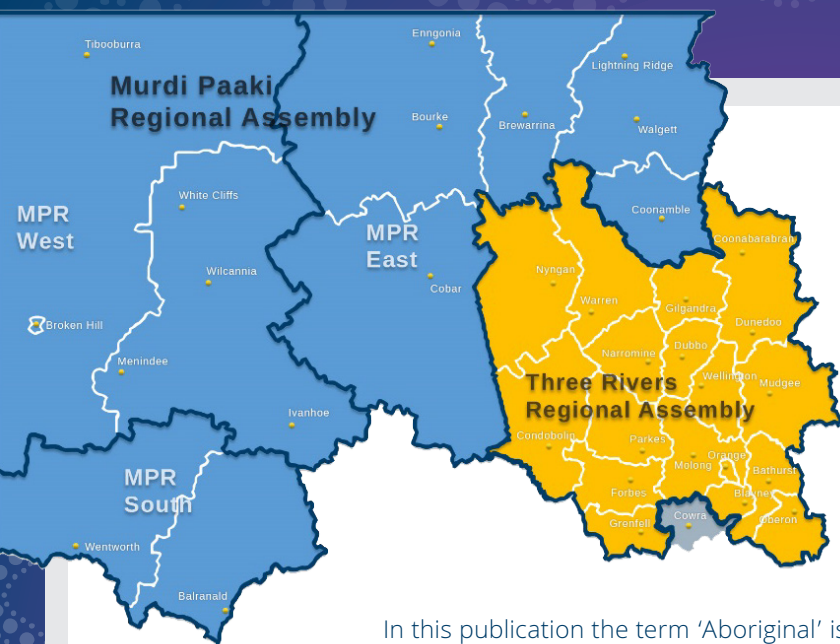 Tibooburra
Enngonia
Lightning Ridge
Murdi Paaki
Regional Assembly
Bourke
Brewarrina
Walgett
White Cliffs
MPR
West
Coonamble
MPR
East
Coonabarabran
Wilcannia
Nyngan
Cobar
Warren
Gilgandra
Broken Hill
Dunedoo
Menindee
Narromine
Dubbo
Three Rivers
Regional Assembly
Wellington
Mudgee
Ivanhoe
Condobolin
Parkes
Orange
Molong
Bathurst
MPR
South
Forbes
Blayney
Cowra
Grenfell
Oberon
Wentworth
Balranald
In this publication the term ‘Aboriginal’ is